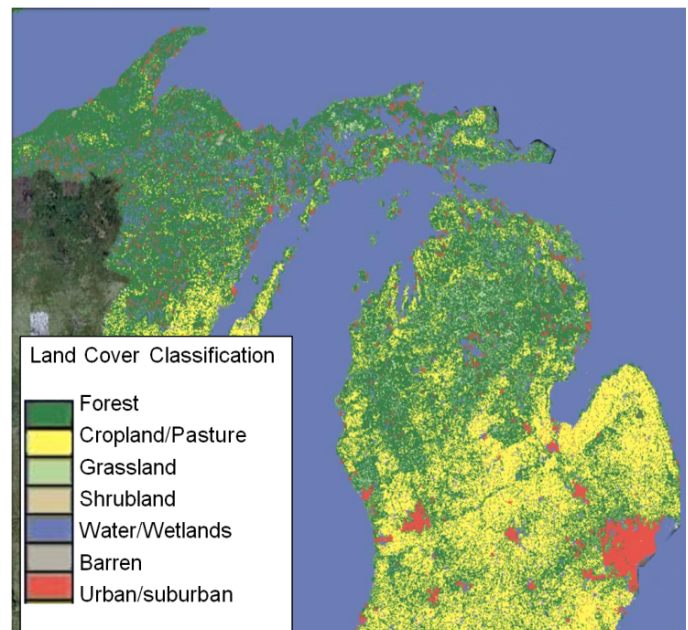 Land Cover Classification
Forest
Cropland/Pasture
Grassland
Shrubland
Water/Wetlands
Barren
Urban/suburban